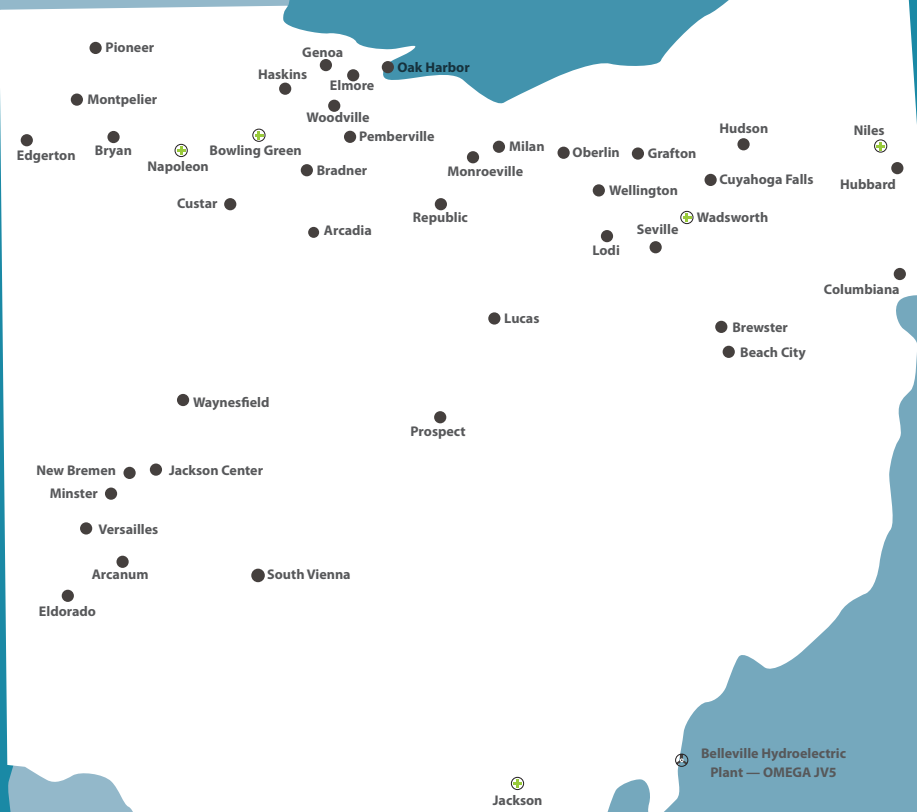 Pioneer
Genoa
Oak Harbor
Haskins
Elmore
Montpelier
Woodville
Hudson
Niles
Pemberville
Edgerton
Bryan
Napoleon
Bowling Green
Milan
Oberlin
Grafton
Bradner
Monroeville
Cuyahoga Falls
Hubbard
Wellington
Custar
Republic
Wadsworth
Arcadia
Seville
Lodi
Columbiana
Lucas
Brewster
Beach City
Waynesfield
Prospect
New Bremen
Jackson Center
Minster
Versailles
Arcanum
South Vienna
Eldorado
Belleville Hydroelectric
Plant — OMEGA JV5
Jackson